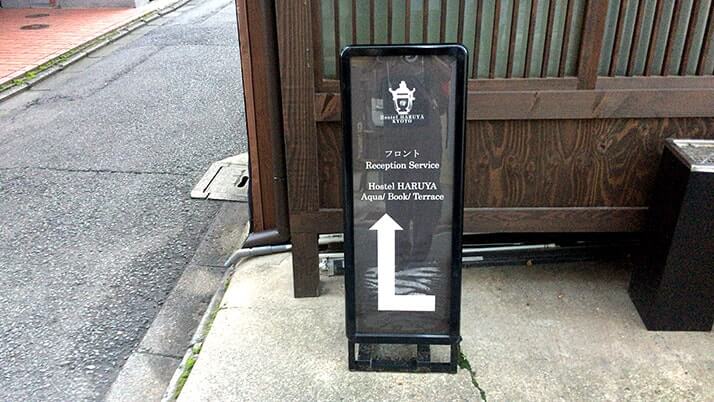 Hostel HARUYA
KYOTO
フロント
Reception Service
Hostel HARUYA
Aqua/ Book/ Terrace